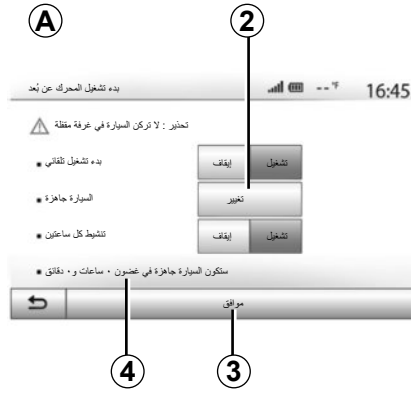 A
2
بدء تشغيل المحرك عن بُعد
--°F
16:45
تحذير : لا تركن السيارة في غرفة مقفلة
بدء تشغيل تلقائي
إيقاف
تشغيل
السيارة جاهزة
تغيير
تنشيط كل ساعتين
إيقاف
تشغيل
ستكون السيارة جاهزة في غضون ٠ ساعات و ٠ دقائق
موافق
4
3